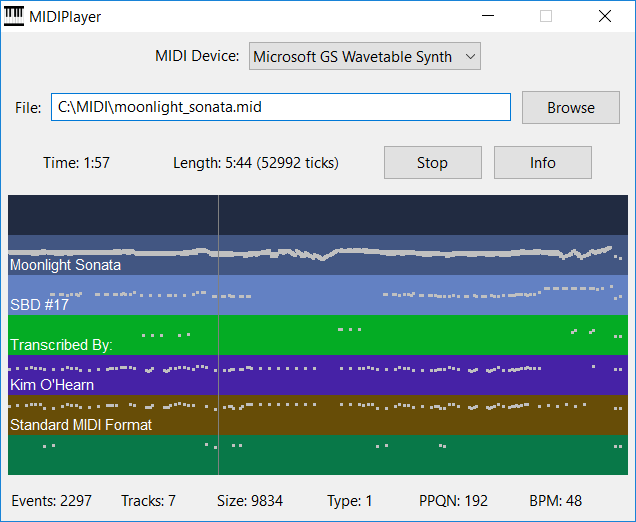 MIDIPlayer
MIDI Device: Microsoft GS Wavetable Synth
File: C:\MIDI\moonlight_sonata.mid Browse
Time: 1:57 Length: 5:44 (52992 ticks) Stop Info
Moonlight Sonata
SBD #17
Transcribed By:
Kim O'Hearn
Standard MIDI Format
Events: 2297 Tracks: 7 Size: 9834 Type: 1 PPQN: 192 BPM: 48